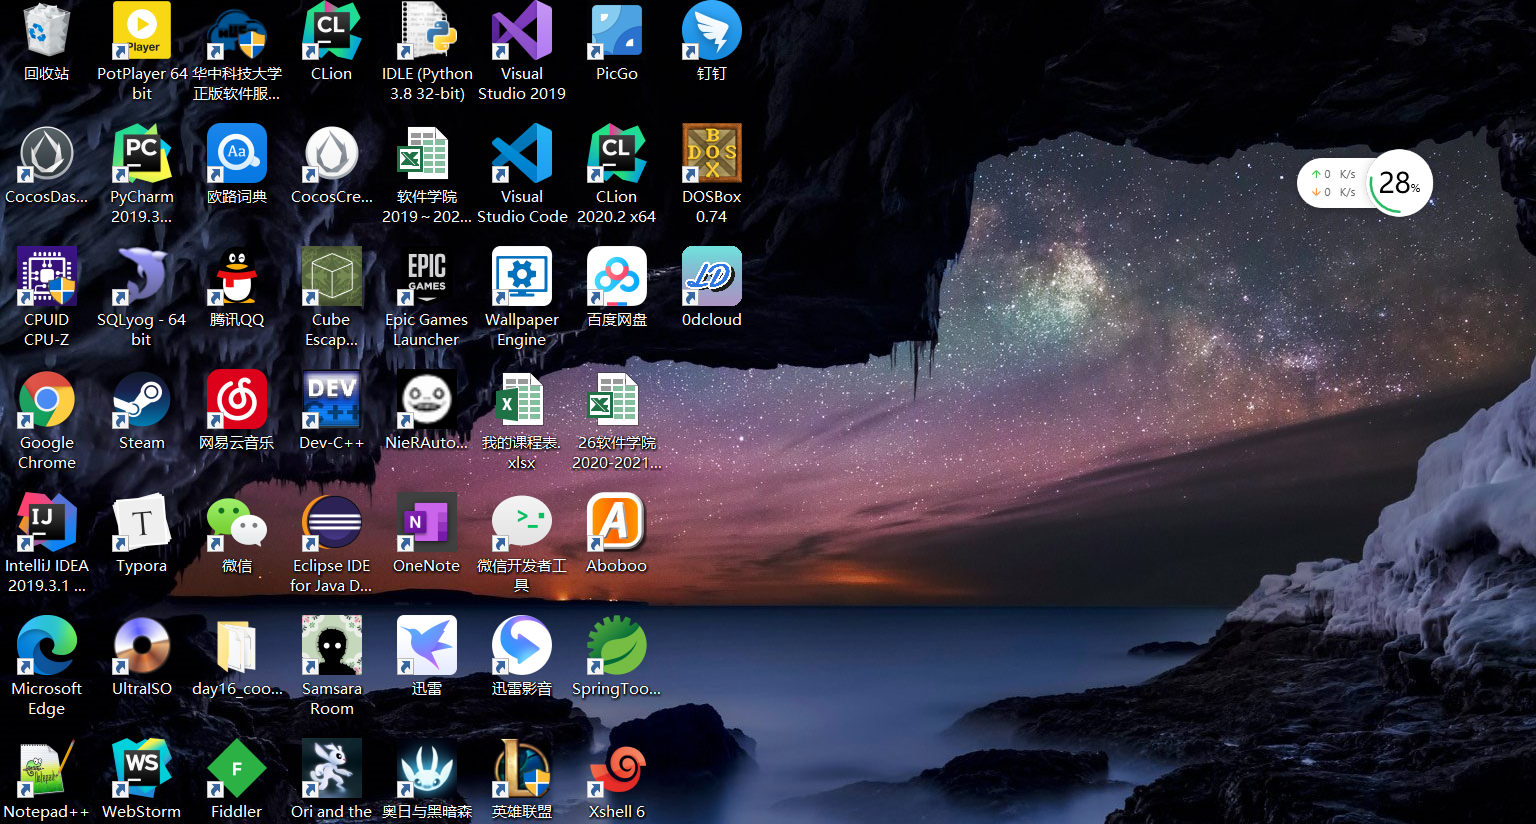 回收站
PotPlayer 64
bit
华中科技大学
正版软件服...
CLion
IDLE (Python
3.8 32-bit)
Visual
Studio 2019
PicGo
钉钉
CocosDas...
PyCharm
2019.3...
欧路词典
CocosCre...
软件学院
2019～202...
Visual
Studio Code
CLion
2020.2 x64
DOSBox
0.74
0 K/s
0 K/s
28%
CPUID
CPU-Z
SQLyog - 64
bit
腾讯QQ
Cube
Escap...
Epic Games
Launcher
Wallpaper
Engine
百度网盘
0dcloud
Google
Chrome
Steam
网易云音乐
Dev-C++
NieRAuto...
我的课程表.
xlsx
26软件学院
2020-2021...
IntelliJ IDEA
2019.3.1 ...
Typora
微信
Eclipse IDE
for Java D...
OneNote
微信开发者工
具
Aboboo
Microsoft
Edge
UltraISO
day16_coo...
Samsara
Room
迅雷
迅雷影音
SpringToo...
Notepad++
WebStorm
Fiddler
Ori and the
奥日与黑暗森
英雄联盟
Xshell 6